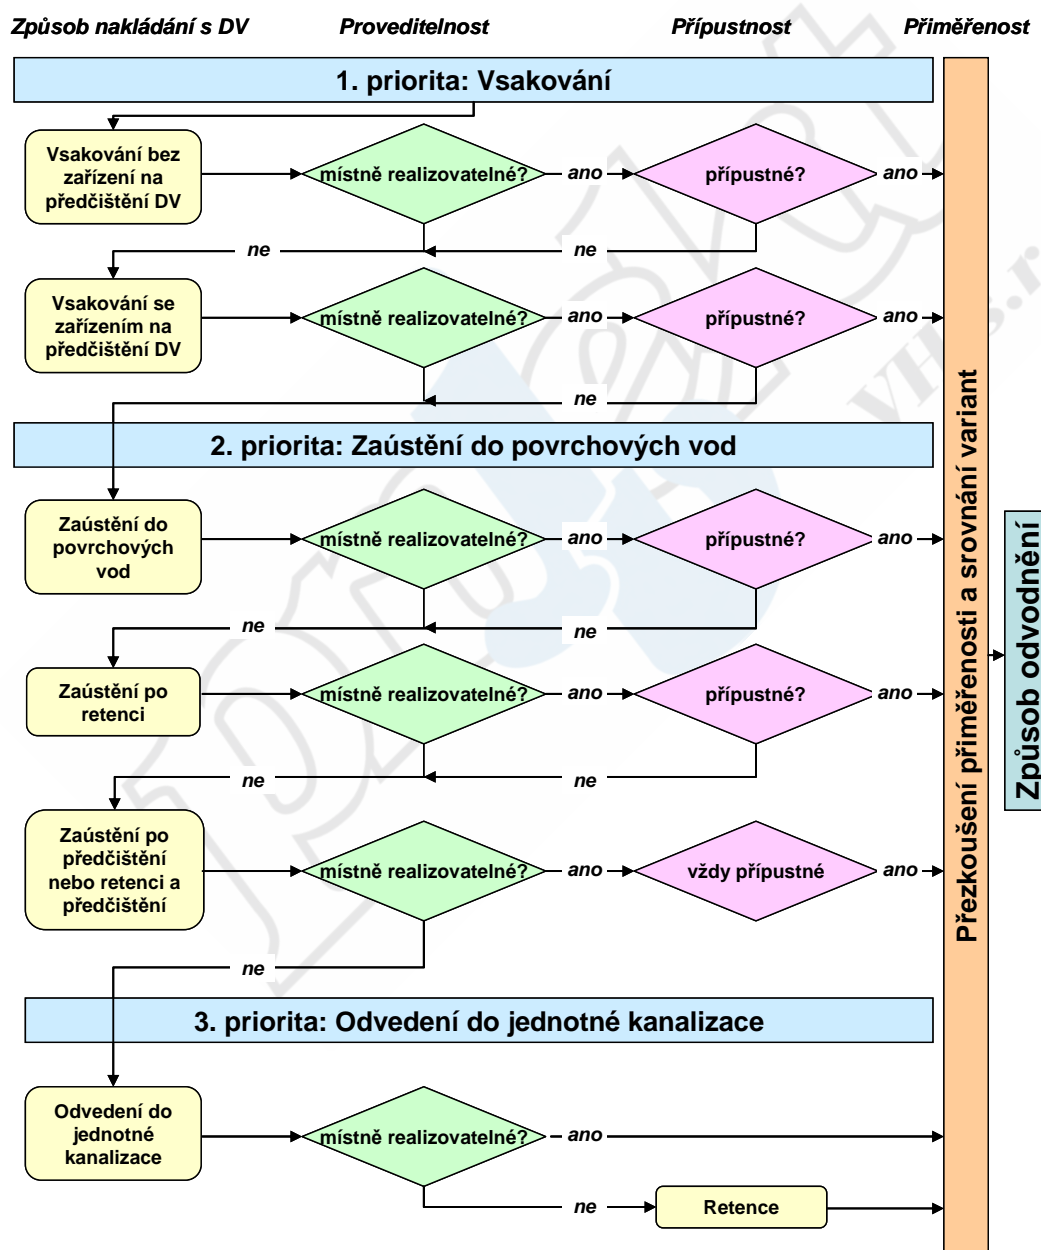 Způsob nakládání s DV
Proveditelnost
Přípustnost
Přiměřenost
1. priorita: Vsakování
Vsakování bez
zařízení na
předčištění DV
místně realizovatelné?
ano
přípustné?
ano
ne
ne
Vsakování se
zařízením na
předčištění DV
místně realizovatelné?
ano
přípustné?
ano
ne
2. priorita: Zaústění do povrchových vod
Zaústění do
povrchových
vod
místně realizovatelné?
ano
přípustné?
ano
ne
ne
Zaústění po
retenci
místně realizovatelné?
ano
přípustné?
ano
ne
ne
Zaústění po
předčištění
nebo retenci a
předčištění
místně realizovatelné?
ano
vždy přípustné
ano
ne
3. priorita: Odvedení do jednotné kanalizace
Odvedení do
jednotné
kanalizace
místně realizovatelné?
ano
ne
Retence
Přezkoušení přiměřenosti a srovnání variant
Způsob odvodnění